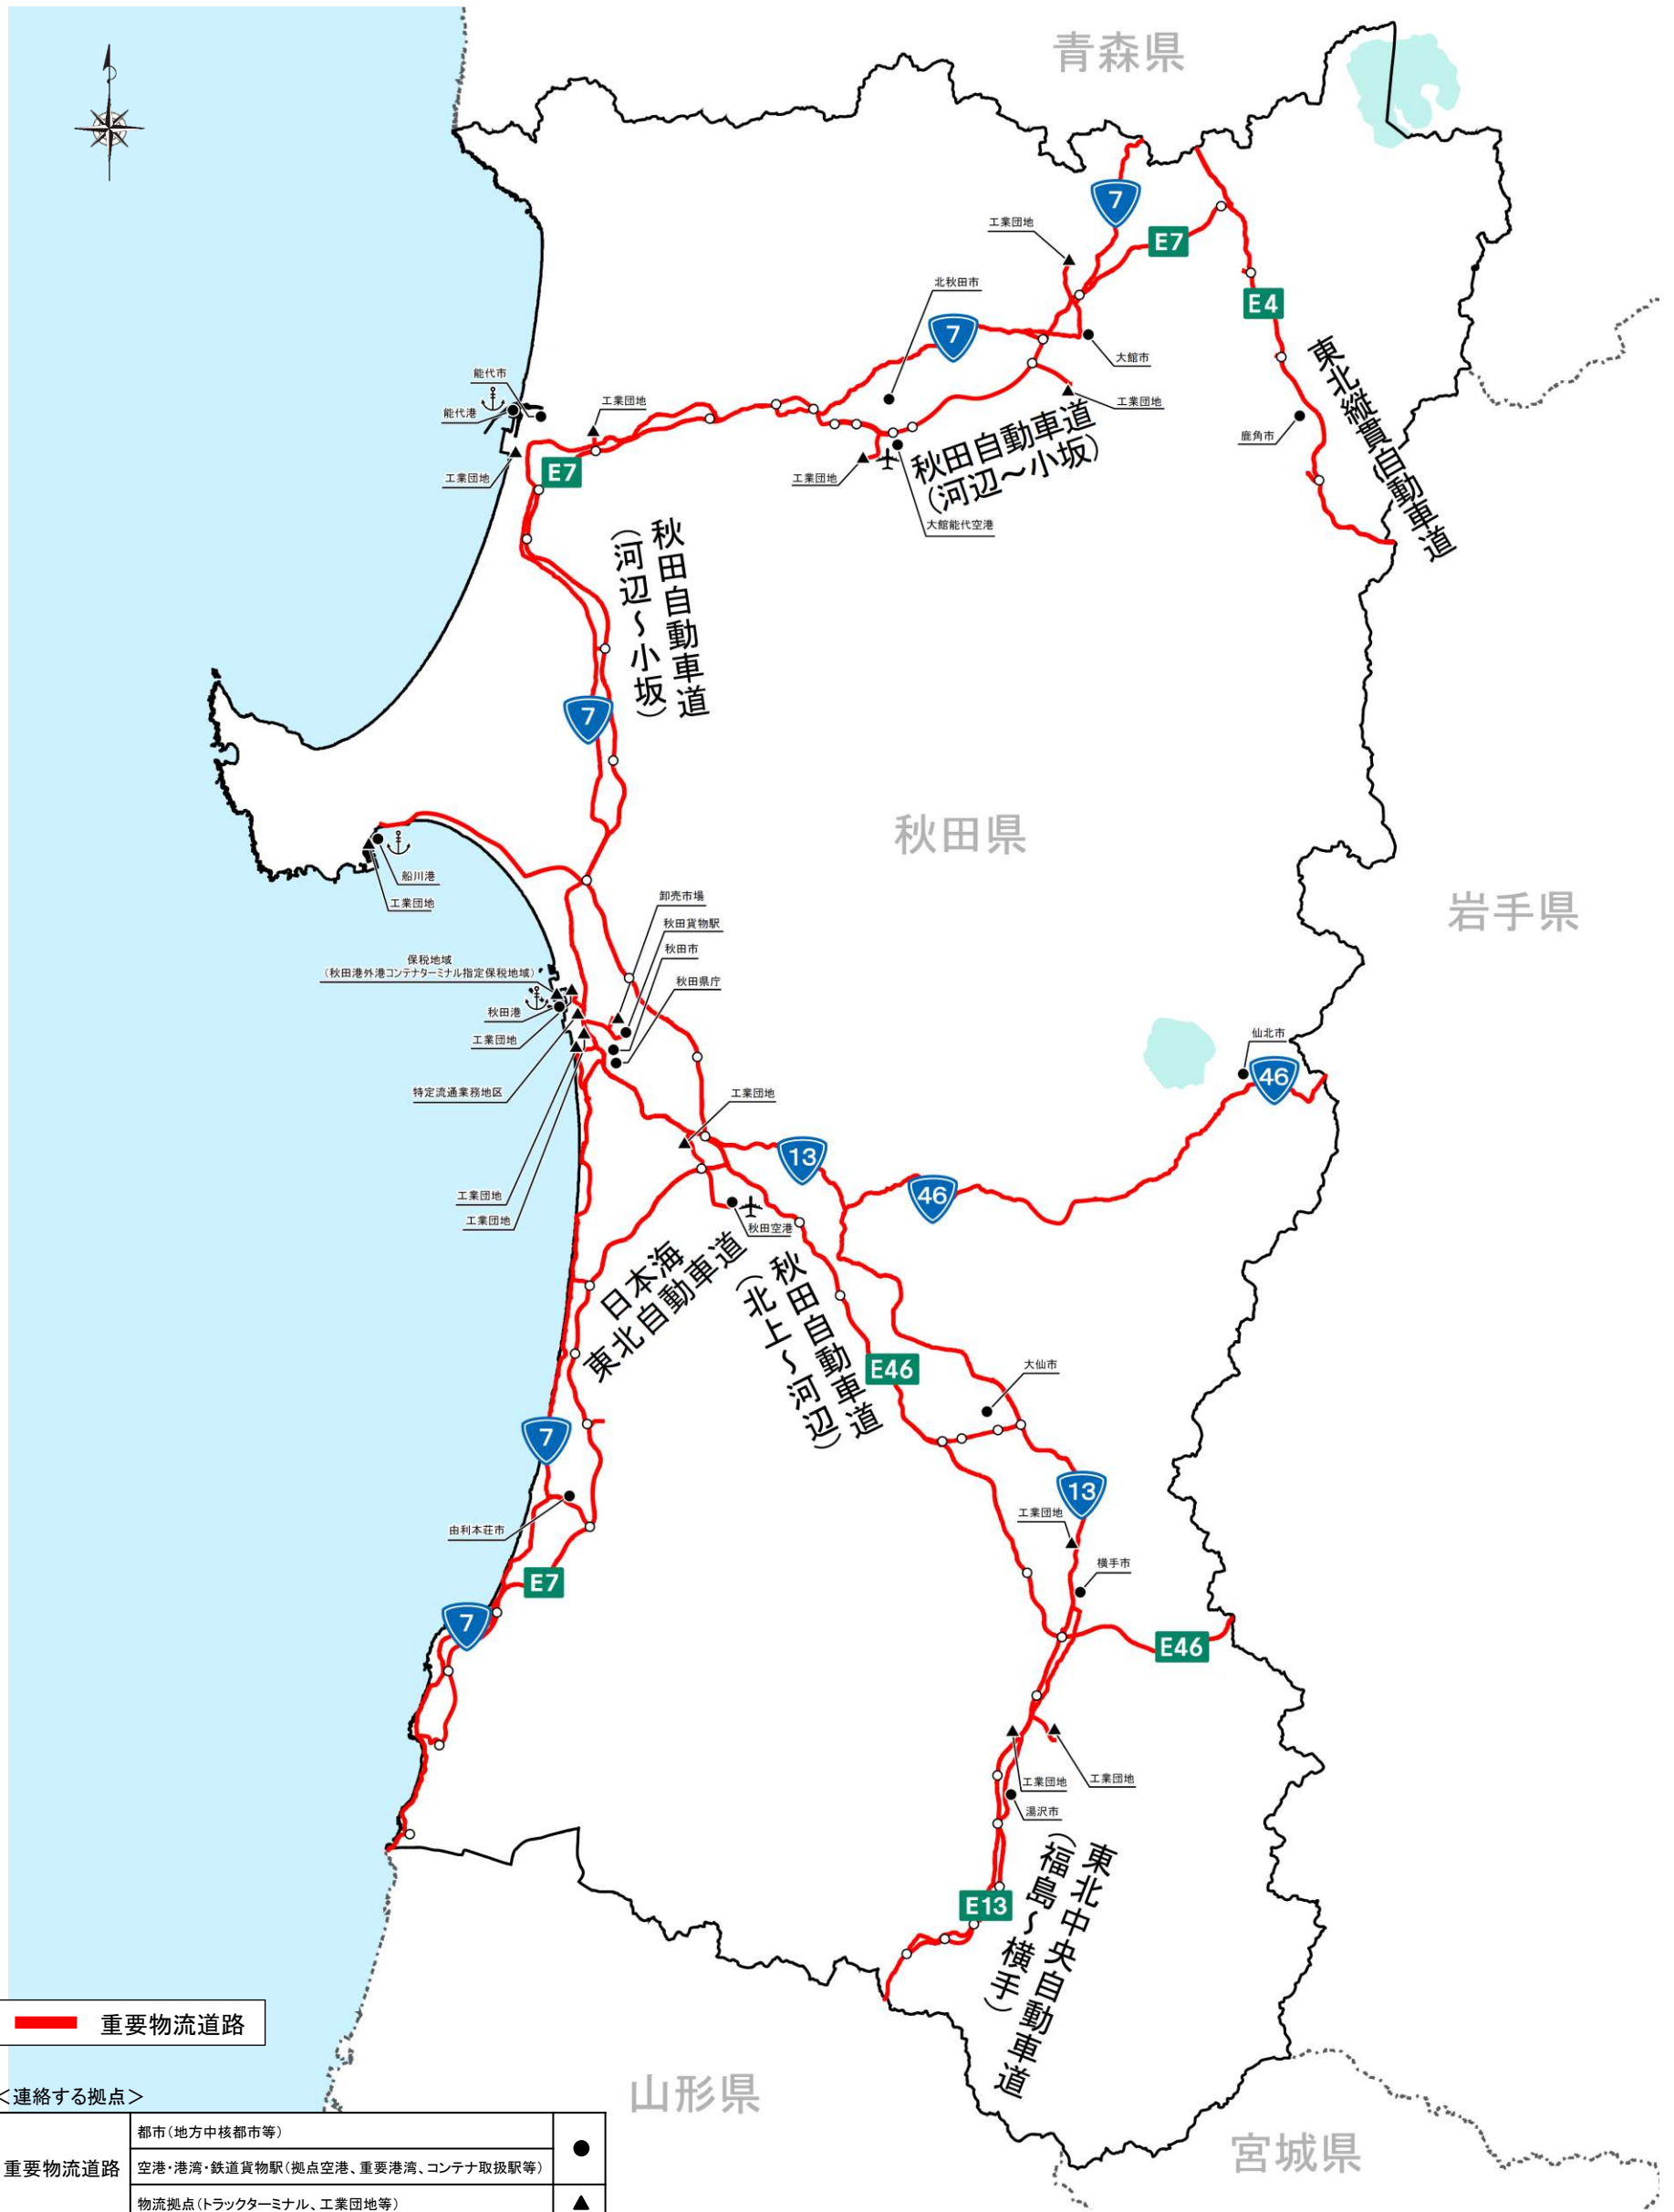 青森県
7
工業団地
E7
北秋田市
E4
7
大館市
東北縦貫自動車道
能代市
能代港
工業団地
工業団地
鹿角市
秋田自動車道
(河辺～小坂)
工業団地
E7
工業団地
大館能代空港
秋田自動車道
(河辺～小坂)
7
秋田県
船川港
工業団地
岩手県
卸売市場
秋田貨物駅
秋田市
秋田県庁
保税地域
(秋田港外港コンテナターミナル指定保税地域)
秋田港
工業団地
特定流通業務地区
仙北市
46
工業団地
13
46
工業団地
工業団地
秋田空港
日本海
東北自動車道
秋田自動車道
(北上～河辺)
E46
大仙市
7
13
工業団地
由利本荘市
横手市
E7
7
E46
工業団地
工業団地
湯沢市
東北中央自動車道
(福島～横手)
E13
重要物流道路
山形県
宮城県
＜連絡する拠点＞
重要物流道路
都市(地方中核都市等)
空港・港湾・鉄道貨物駅(拠点空港、重要港湾、コンテナ取扱駅等)
物流拠点(トラックターミナル、工業団地等)